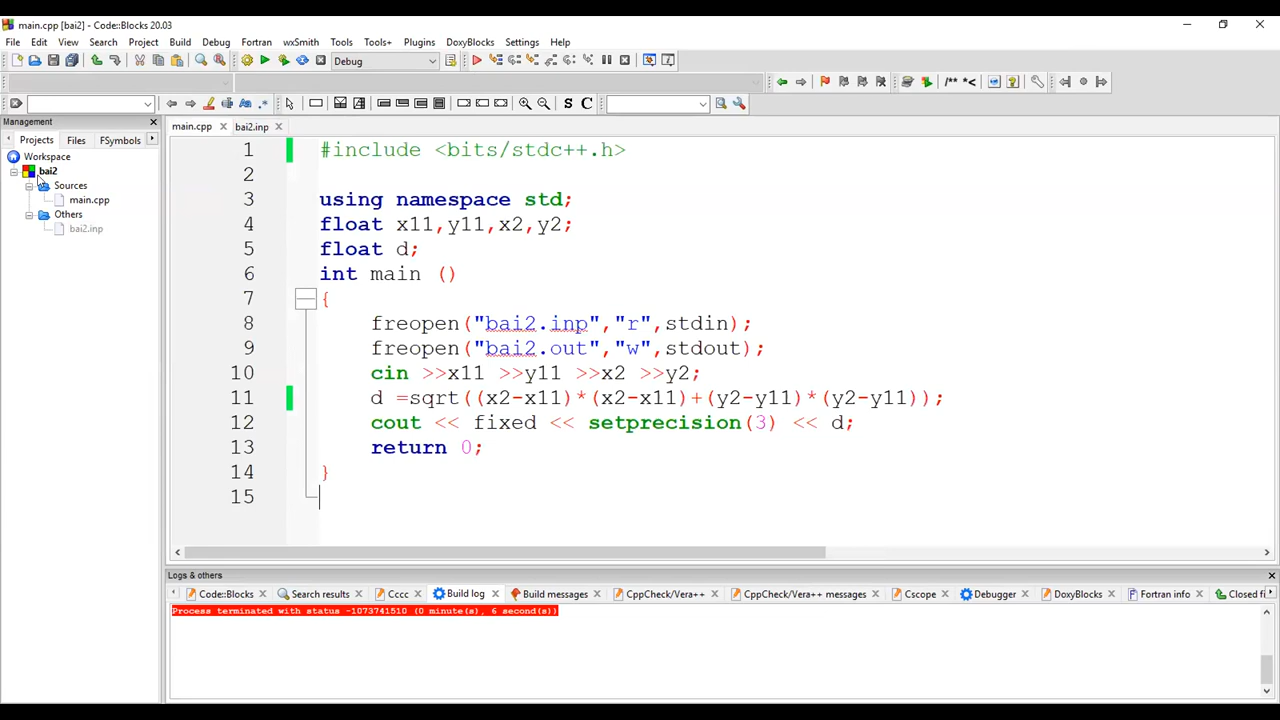 main.cpp [bai2] - Code::Blocks 20.03
File Edit View Search Project Build Debug Fortran wxSmith Tools Tools+ Plugins DoxyBlocks Settings Help
Debug
/** *<
S C
Management
main.cpp bai2.inp
Projects Files FSymbols
Workspace
bai2
Sources
main.cpp
Others
bai2.inp
1 #include <bits/stdc++.h>
2
3 using namespace std;
4 float x11,y11,x2,y2;
5 float d;
6 int main ()
7 {
8 freopen("bai2.inp","r",stdin);
9 freopen("bai2.out","w",stdout);
10 cin >>x11 >>y11 >>x2 >>y2;
11 d =sqrt((x2-x11)*(x2-x11)+(y2-y11)*(y2-y11));
12 cout << fixed << setprecision(3) << d;
13 return 0;
14 }
15
Logs & others
Code::Blocks Search results Cccc Build log Build messages CppCheck/Vera++ CppCheck/Vera++ messages Cscope Debugger DoxyBlocks Fortran info Closed fi
Process terminated with status -1073741510 (0 minute(s), 6 second(s))